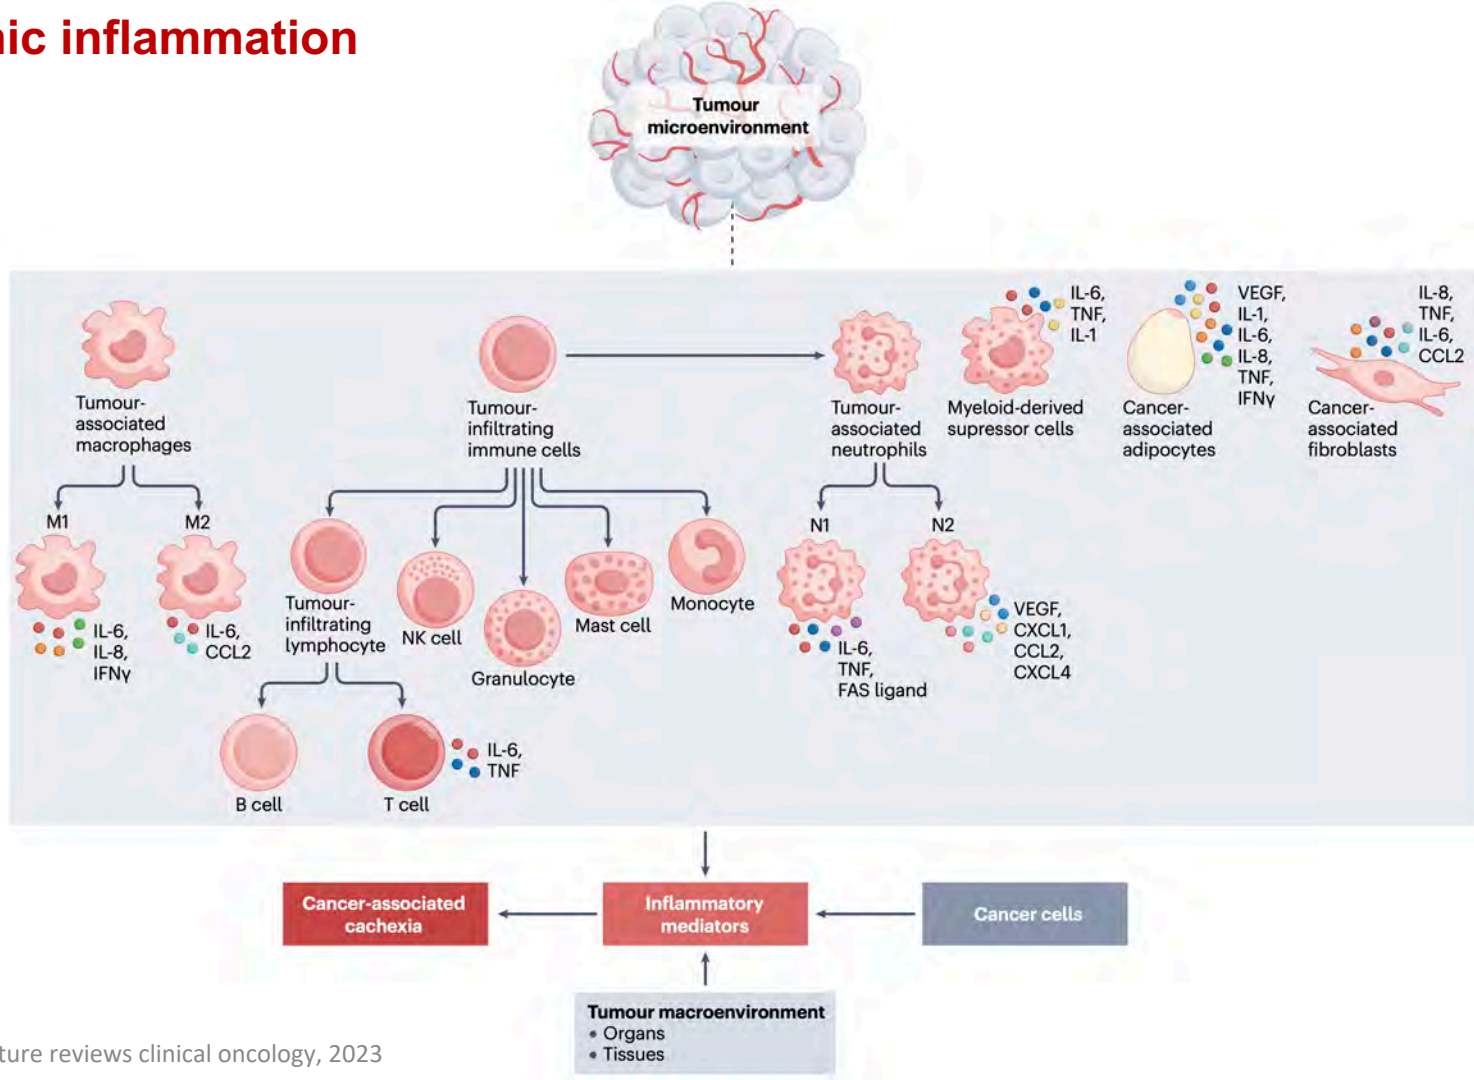 nic inflammation
Tumour
microenvironment
IL-6,
TNF,
IL-1
VEGF,
IL-1,
IL-6,
IL-8,
TNF,
IFNγ
IL-8,
TNF,
IL-6,
CCL2
Tumour-
associated
macrophages
Tumour-
infiltrating
immune cells
Tumour-
associated
neutrophils
Myeloid-derived
supressor cells
Cancer-
associated
adipocytes
Cancer-
associated
fibroblasts
M1
M2
N1
N2
IL-6,
IL-8,
IFNγ
IL-6,
CCL2
Tumour-
infiltrating
lymphocyte
NK cell
Granulocyte
Mast cell
Monocyte
IL-6,
TNF,
FAS ligand
VEGF,
CXCL1,
CCL2,
CXCL4
B cell
T cell
IL-6,
TNF
Cancer-associated
cachexia
Inflammatory
mediators
Cancer cells
Tumour macroenvironment
• Organs
• Tissues
ture reviews clinical oncology, 2023